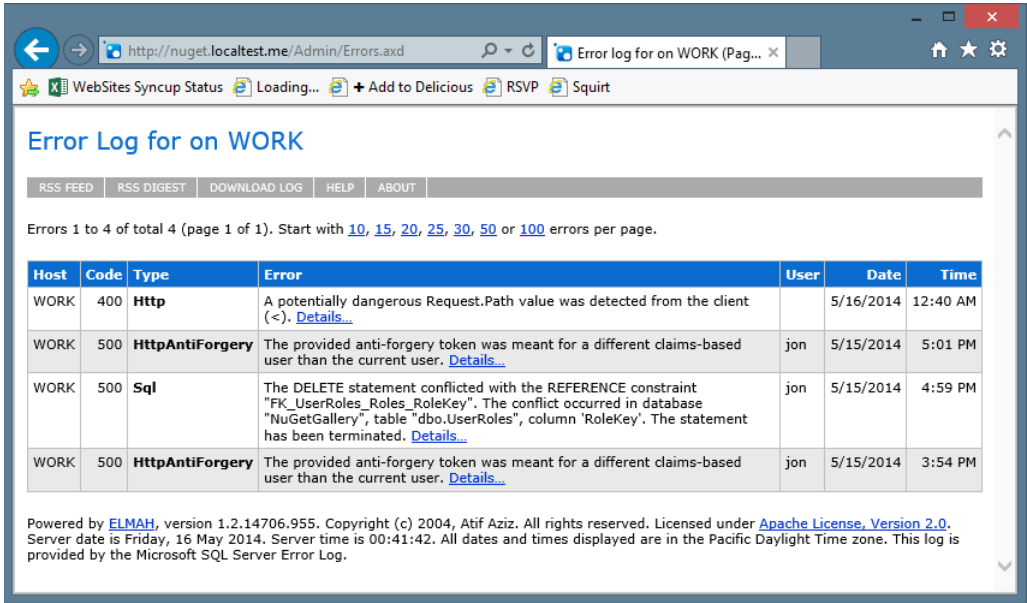 http://nuget.localtest.me/Admin/Errors.axd
Error log for on WORK (Pag...
WebSites Syncup Status Loading... Add to Delicious RSVP Squirt
Error Log for on WORK
RSS FEED RSS DIGEST DOWNLOAD LOG HELP ABOUT
Errors 1 to 4 of total 4 (page 1 of 1). Start with 10, 15, 20, 25, 30, 50 or 100 errors per page.
Host Code Type Error User Date Time
WORK 400 Http A potentially dangerous Request.Path value was detected from the client 5/16/2014 12:40 AM
(<). Details...
WORK 500 HttpAntiForgery The provided anti-forgery token was meant for a different claims-based jon 5/15/2014 5:01 PM
user than the current user. Details...
WORK 500 Sql The DELETE statement conflicted with the REFERENCE constraint jon 5/15/2014 4:59 PM
"FK_UserRoles_Roles_RoleKey". The conflict occurred in database
"NuGetGallery", table "dbo.UserRoles", column 'RoleKey'. The statement
has been terminated. Details...
WORK 500 HttpAntiForgery The provided anti-forgery token was meant for a different claims-based jon 5/15/2014 3:54 PM
user than the current user. Details...
Powered by ELMAH, version 1.2.14706.955. Copyright (c) 2004, Atif Aziz. All rights reserved. Licensed under Apache License, Version 2.0.
Server date is Friday, 16 May 2014. Server time is 00:41:42. All dates and times displayed are in the Pacific Daylight Time zone. This log is
provided by the Microsoft SQL Server Error Log.